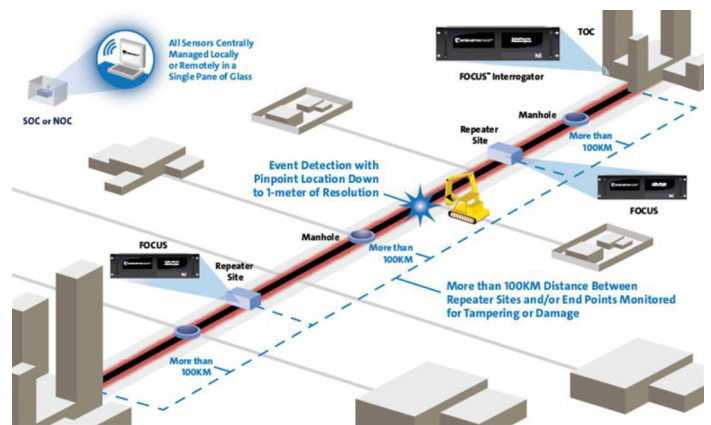 All Sensors Centrally
Managed Locally
or Remotely in a
Single Pane of Glass
SOC or NOC
TOC
FOCUS™ Interrogator
Manhole
Repeater
Site
More than
100KM
FOCUS
Event Detection with
Pinpoint Location Down
to 1-meter of Resolution
Manhole
More than
100KM
FOCUS
Repeater
Site
More than 100KM Distance Between
Repeater Sites and/or End Points Monitored
for Tampering or Damage
More than
100KM